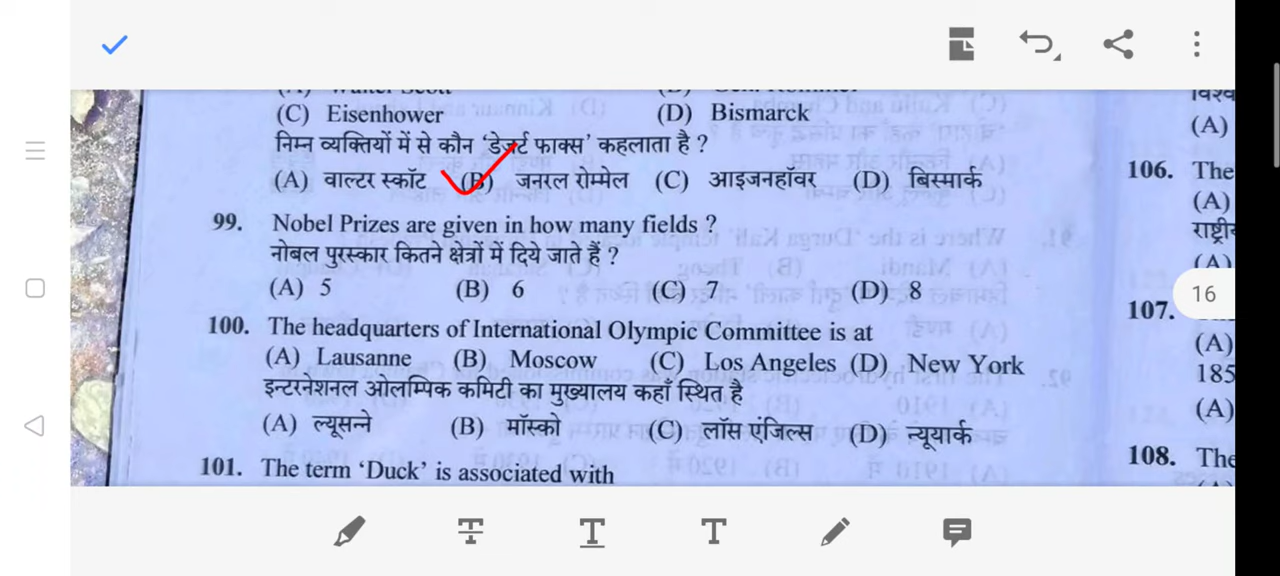 (C) Eisenhower (D) Bismarck
निम्न व्यक्तियों में से कौन 'डेज़र्ट फाक्स' कहलाता है ?
(A) वाल्टर स्कॉट (B) जनरल रोम्मेल (C) आइजनहॉवर (D) बिस्मार्क
99. Nobel Prizes are given in how many fields ?
नोबल पुरस्कार कितने क्षेत्रों में दिये जाते हैं ?
(A) 5 (B) 6 (C) 7 (D) 8
100. The headquarters of International Olympic Committee is at
(A) Lausanne (B) Moscow (C) Los Angeles (D) New York
इन्टरनेशनल ओलम्पिक कमिटी का मुख्यालय कहाँ स्थित है
(A) ल्यूसन्ने (B) मॉस्को (C) लॉस एंजिल्स (D) न्यूयार्क
101. The term 'Duck' is associated with
(A)
106. The
(A)
(A)
16
107.
(A)
185
(A)
108. The
T T T